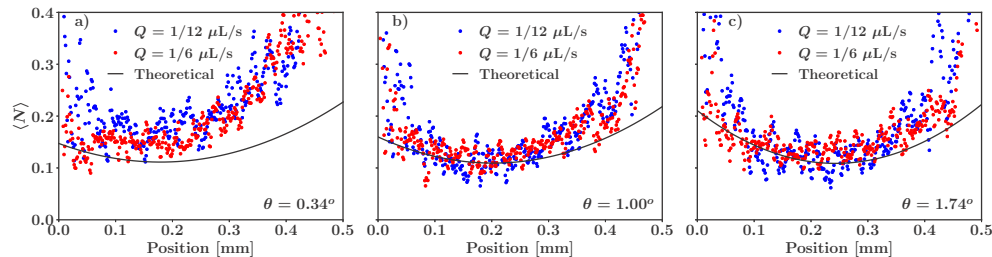 a)
Q = 1/12 μL/s
Q = 1/6 μL/s
Theoretical
θ = 0.34°
0.4
0.3
0.2
0.1
0.0
⟨N⟩
0.0 0.1 0.2 0.3 0.4 0.5
Position [mm]
b)
Q = 1/12 μL/s
Q = 1/6 μL/s
Theoretical
θ = 1.00°
0.0 0.1 0.2 0.3 0.4 0.5
Position [mm]
c)
Q = 1/12 μL/s
Q = 1/6 μL/s
Theoretical
θ = 1.74°
0.0 0.1 0.2 0.3 0.4 0.5
Position [mm]